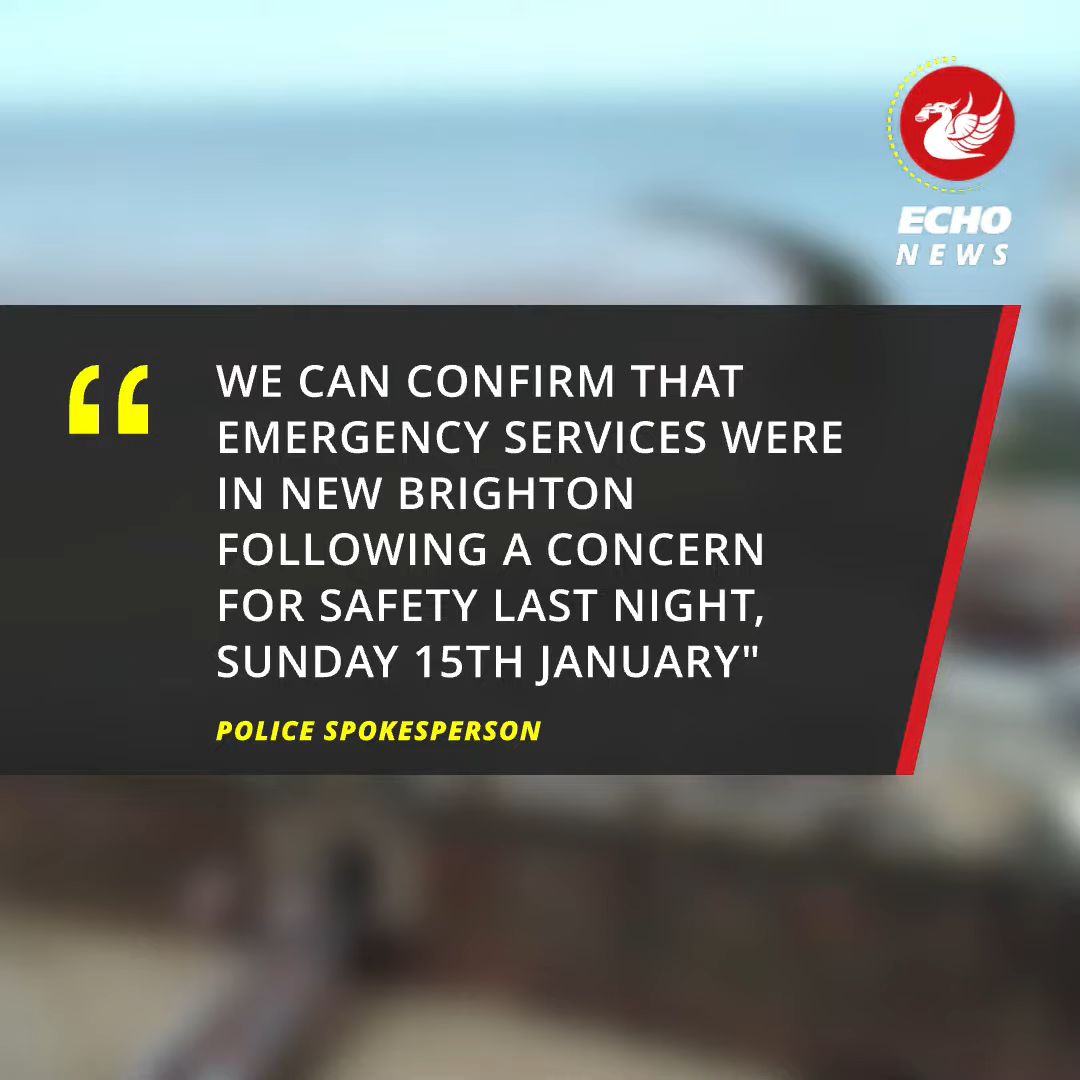 ECHO
NEWS
“
WE CAN CONFIRM THAT
EMERGENCY SERVICES WERE
IN NEW BRIGHTON
FOLLOWING A CONCERN
FOR SAFETY LAST NIGHT,
SUNDAY 15TH JANUARY"
POLICE SPOKESPERSON